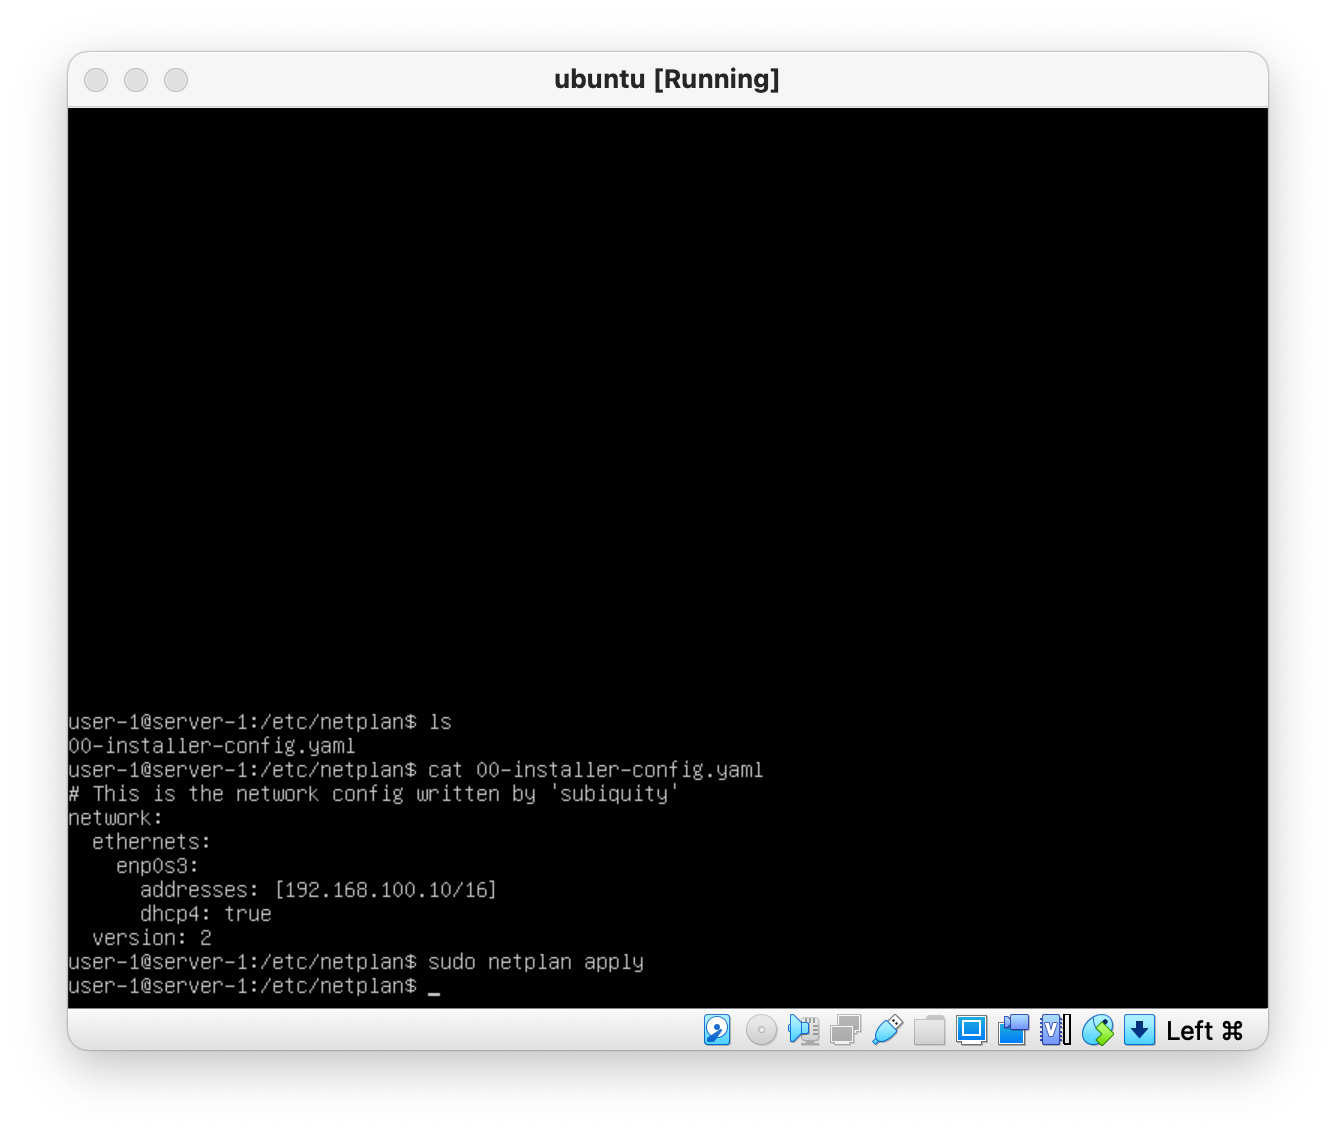 ubuntu [Running]
user-1@server-1:/etc/netplan$ ls
00-installer-config.yaml
user-1@server-1:/etc/netplan$ cat 00-installer-config.yaml
# This is the network config written by 'subiquity'
network:
  ethernets:
    enp0s3:
      addresses: [192.168.100.10/16]
      dhcp4: true
  version: 2
user-1@server-1:/etc/netplan$ sudo netplan apply
user-1@server-1:/etc/netplan$ _
V
Left ⌘